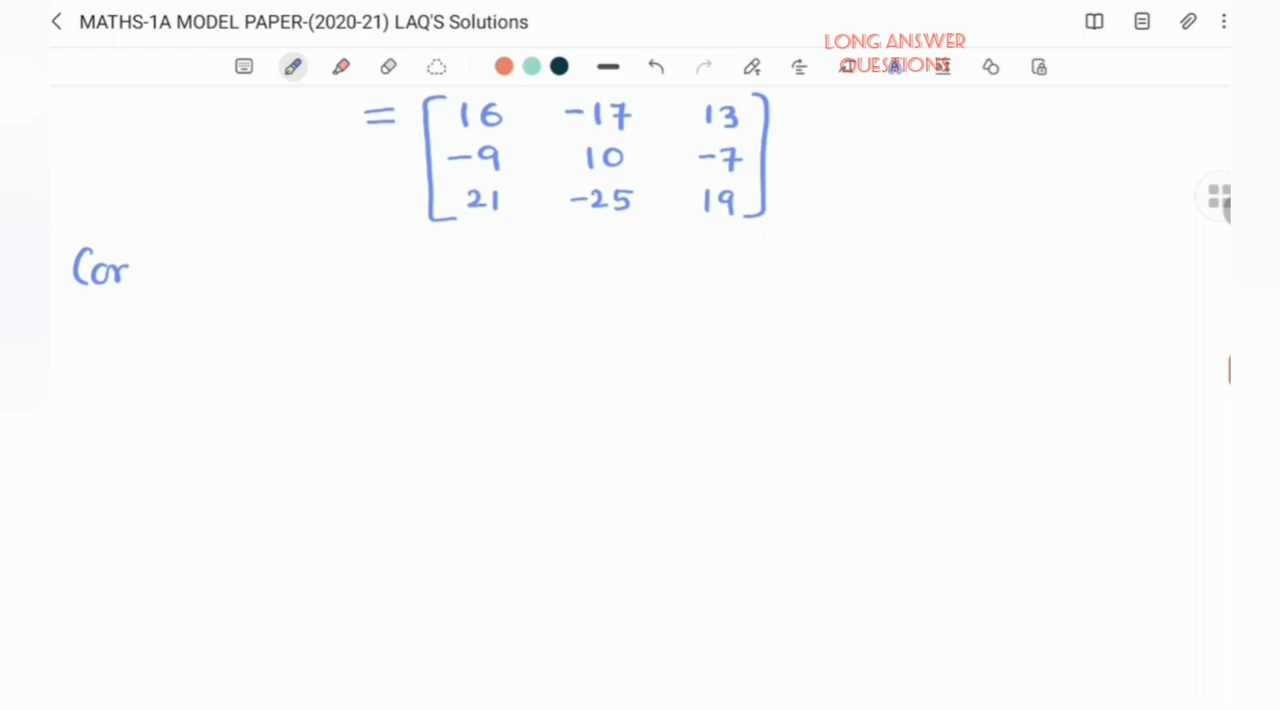 MATHS-1A MODEL PAPER-(2020-21) LAQ'S Solutions
LONG ANSWER
QUESTIONS
= [ 16 -17 13
-9 10 -7
21 -25 19 ]
Cor